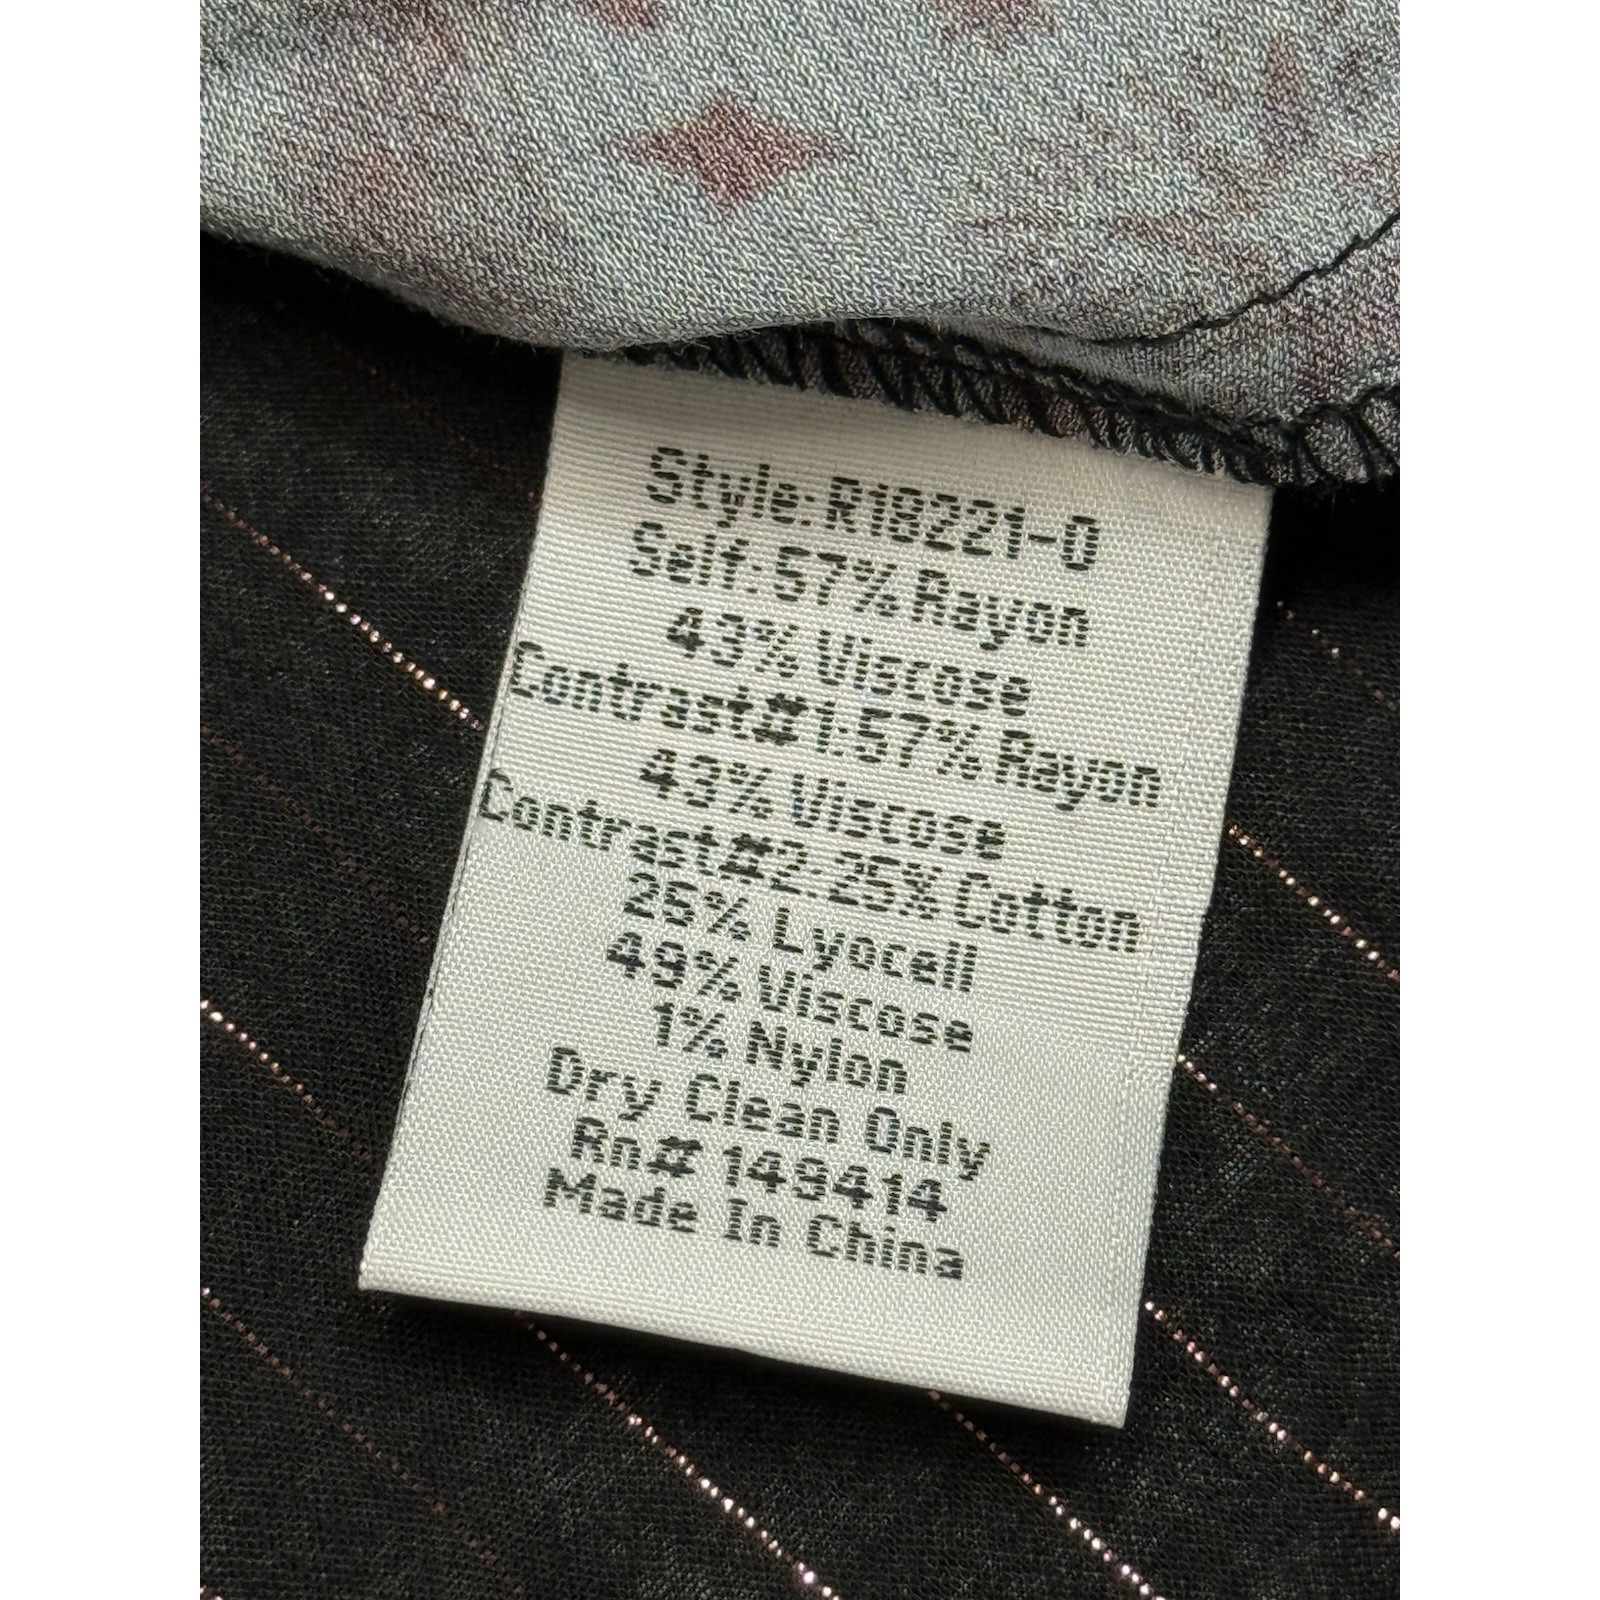 Style: R18221-0
Self: 57% Rayon
43% Viscose
Contrast#1:57% Rayon
43% Viscose
Contrast#2:25% Cotton
25% Lyocell
49% Viscose
1% Nylon
Dry Clean Only
Rn# 149414
Made In China